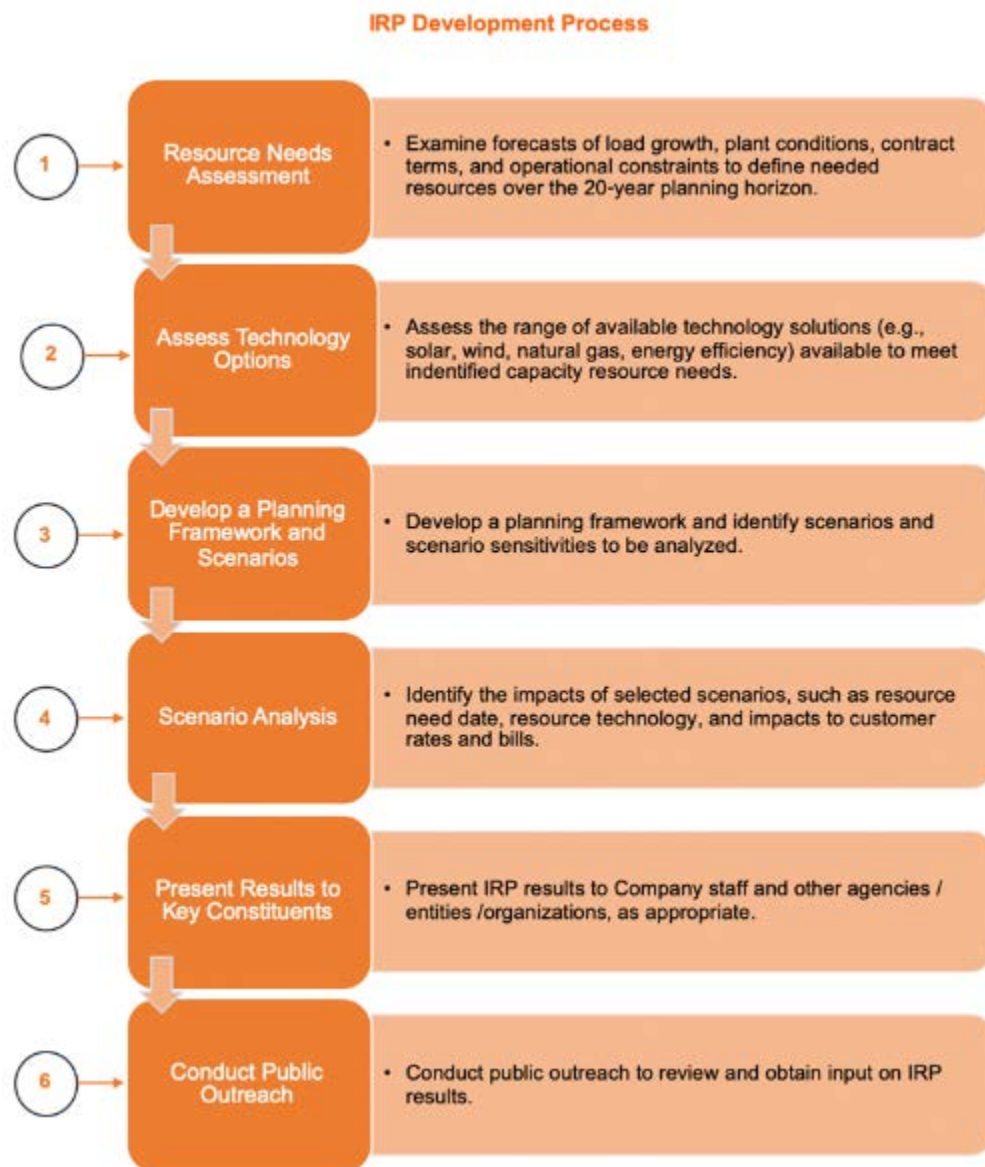 IRP Development Process
1
Resource Needs
Assessment
• Examine forecasts of load growth, plant conditions, contract
terms, and operational constraints to define needed
resources over the 20-year planning horizon.
2
Assess Technology
Options
• Assess the range of available technology solutions (e.g.,
solar, wind, natural gas, energy efficiency) available to meet
indentified capacity resource needs.
3
Develop a Planning
Framework and
Scenarios
• Develop a planning framework and identify scenarios and
scenario sensitivities to be analyzed.
4
Scenario Analysis
• Identify the impacts of selected scenarios, such as resource
need date, resource technology, and impacts to customer
rates and bills.
5
Present Results to
Key Constituents
• Present IRP results to Company staff and other agencies /
entities /organizations, as appropriate.
6
Conduct Public
Outreach
• Conduct public outreach to review and obtain input on IRP
results.